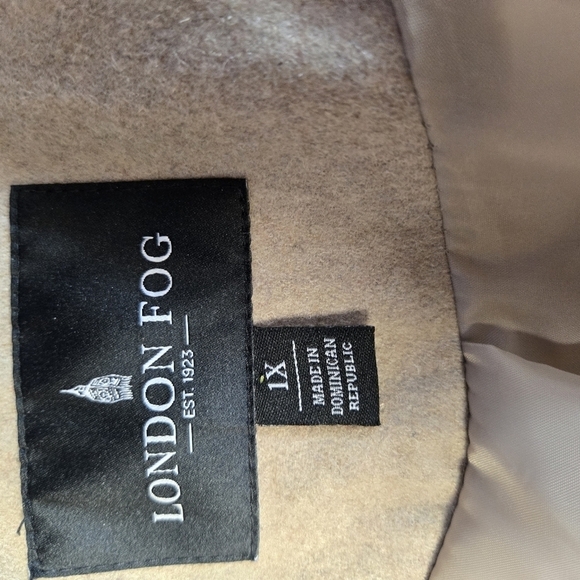 LONDON FOG
EST. 1923
1X
MADE IN
DOMINICAN
REPUBLIC